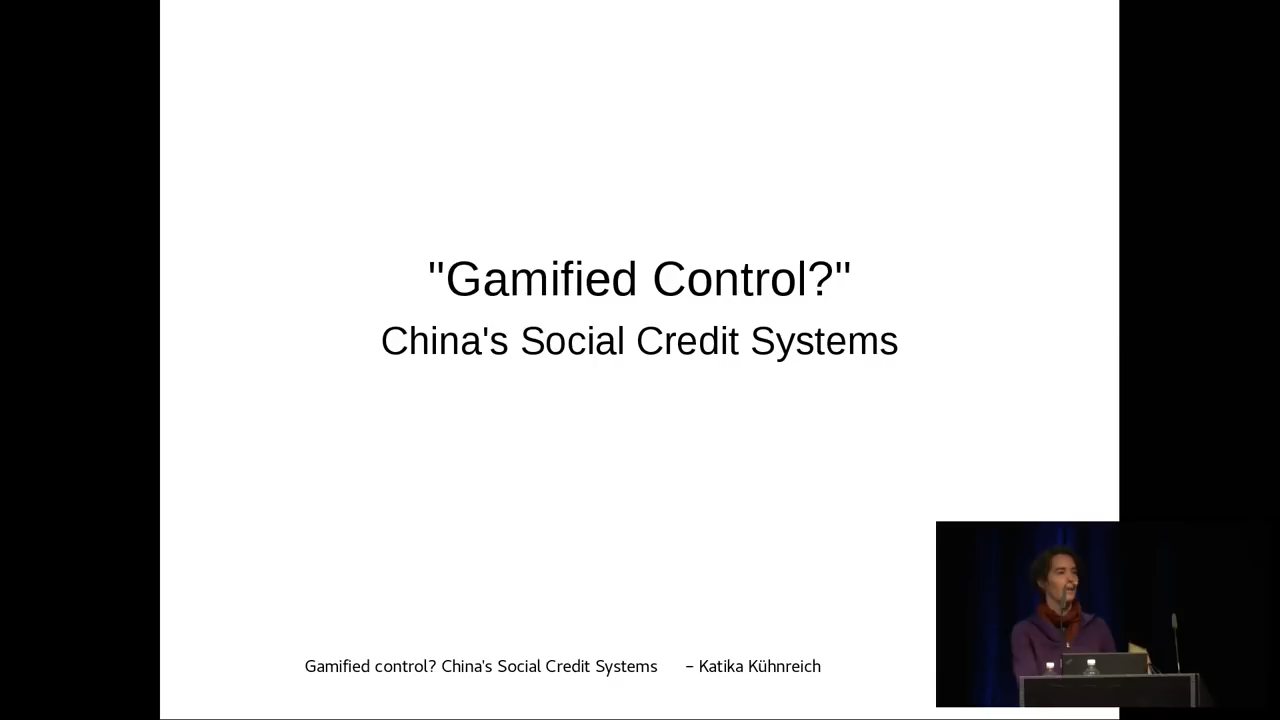 "Gamified Control?"
China's Social Credit Systems
Gamified control? China's Social Credit Systems – Katika Kühnreich